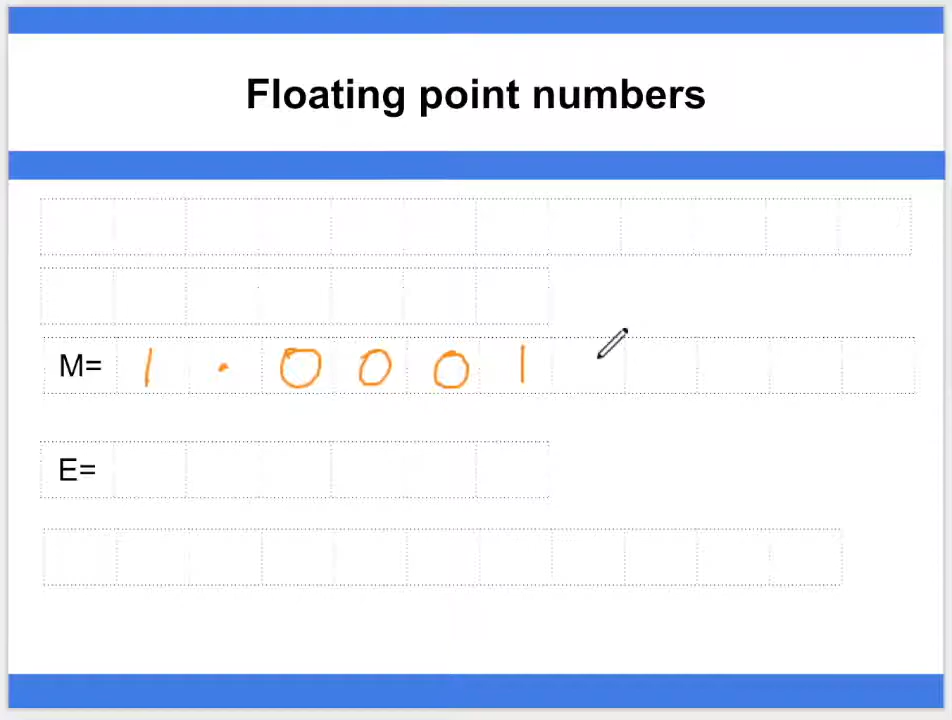 Floating point numbers
M= 1 . 0 0 0 1
E=